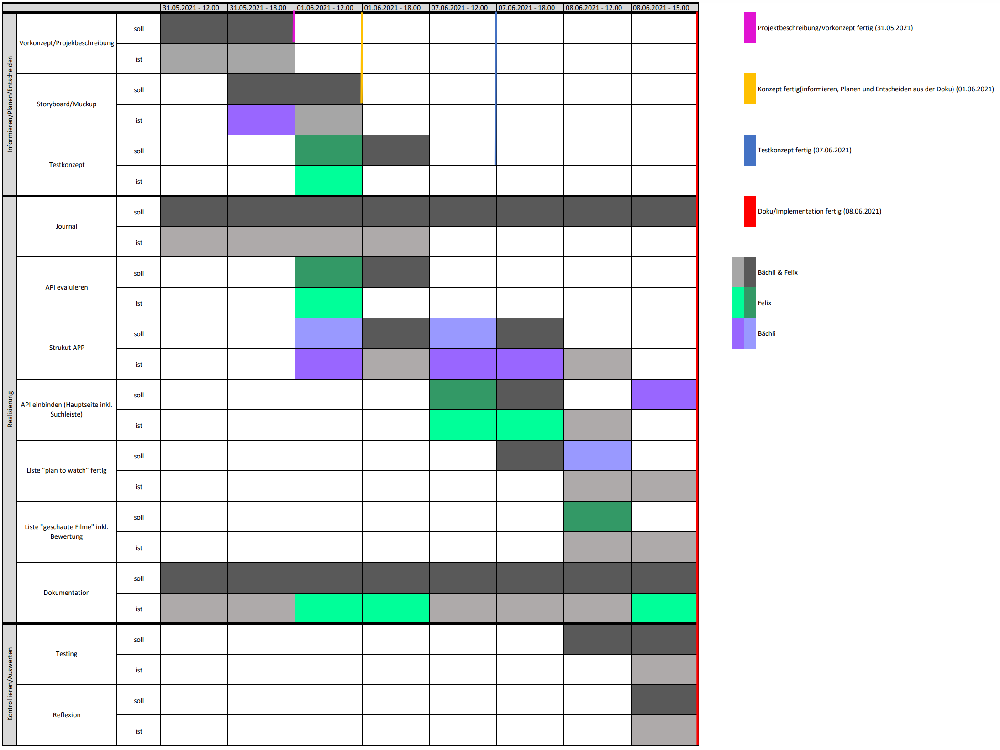 31.05.2021 - 12.00 31.05.2021 - 18.00 01.06.2021 - 12.00 01.06.2021 - 18.00 07.06.2021 - 12.00 07.06.2021 - 18.00 08.06.2021 - 12.00 08.06.2021 - 15.00
Informieren/Planen/Entscheiden
Vorkonzept/Projekbeschreibung
soll
ist
Storyboard/Muckup
soll
ist
Testkonzept
soll
ist
Realisierung
Journal
soll
ist
API evaluieren
soll
ist
Strukut APP
soll
ist
API einbinden (Hauptseite inkl.
Suchleiste)
soll
ist
Liste "plan to watch" fertig
soll
ist
Liste "geschaute Filme" inkl.
Bewertung
soll
ist
Dokumentation
soll
ist
Kontrollieren/Auswerten
Testing
soll
ist
Reflexion
soll
ist
Projektbeschreibung/Vorkonzept fertig (31.05.2021)
Konzept fertig(informieren, Planen und Entscheiden aus der Doku) (01.06.2021)
Testkonzept fertig (07.06.2021)
Doku/Implementation fertig (08.06.2021)
Bächli & Felix
Felix
Bächli